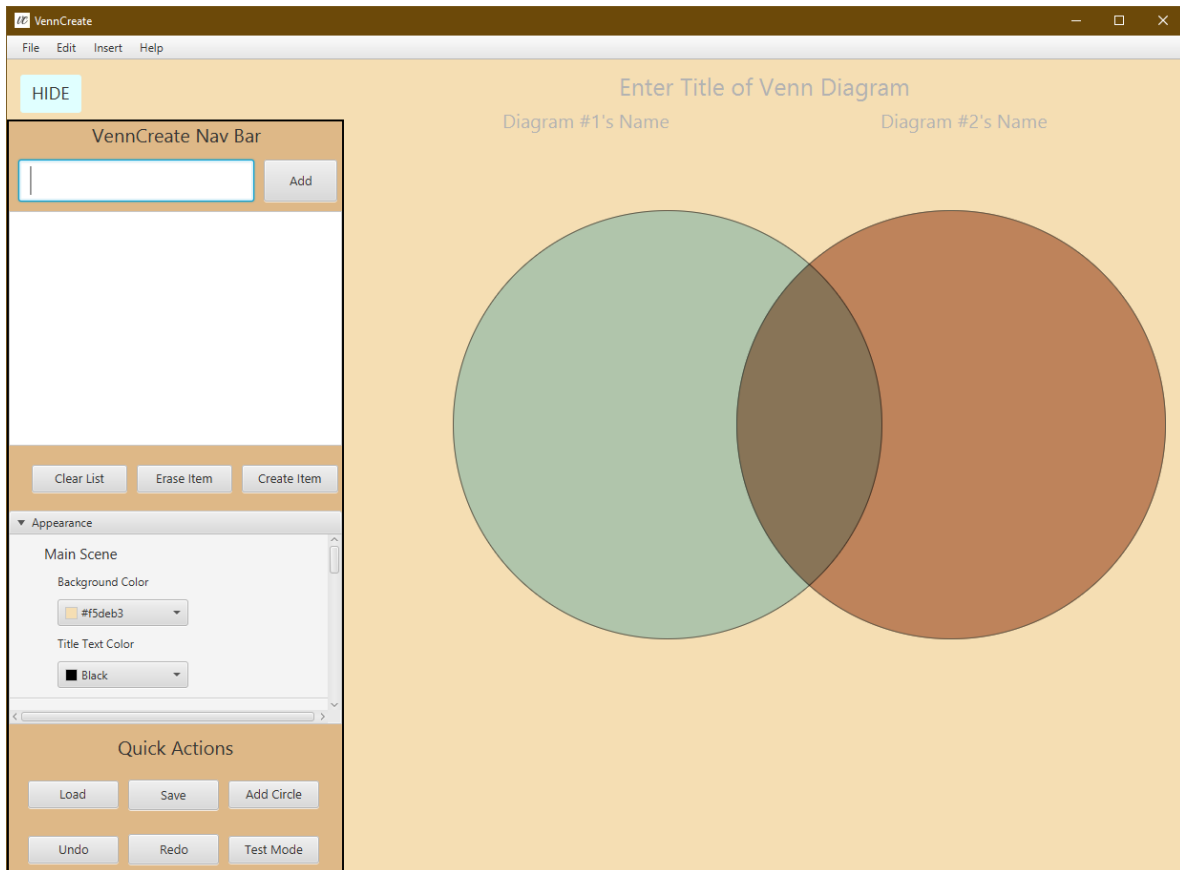 VC VennCreate
File Edit Insert Help
HIDE
Enter Title of Venn Diagram
Diagram #1's Name Diagram #2's Name
VennCreate Nav Bar
Add
Clear List Erase Item Create Item
Appearance
Main Scene
Background Color
#f5deb3
Title Text Color
Black
Quick Actions
Load Save Add Circle
Undo Redo Test Mode